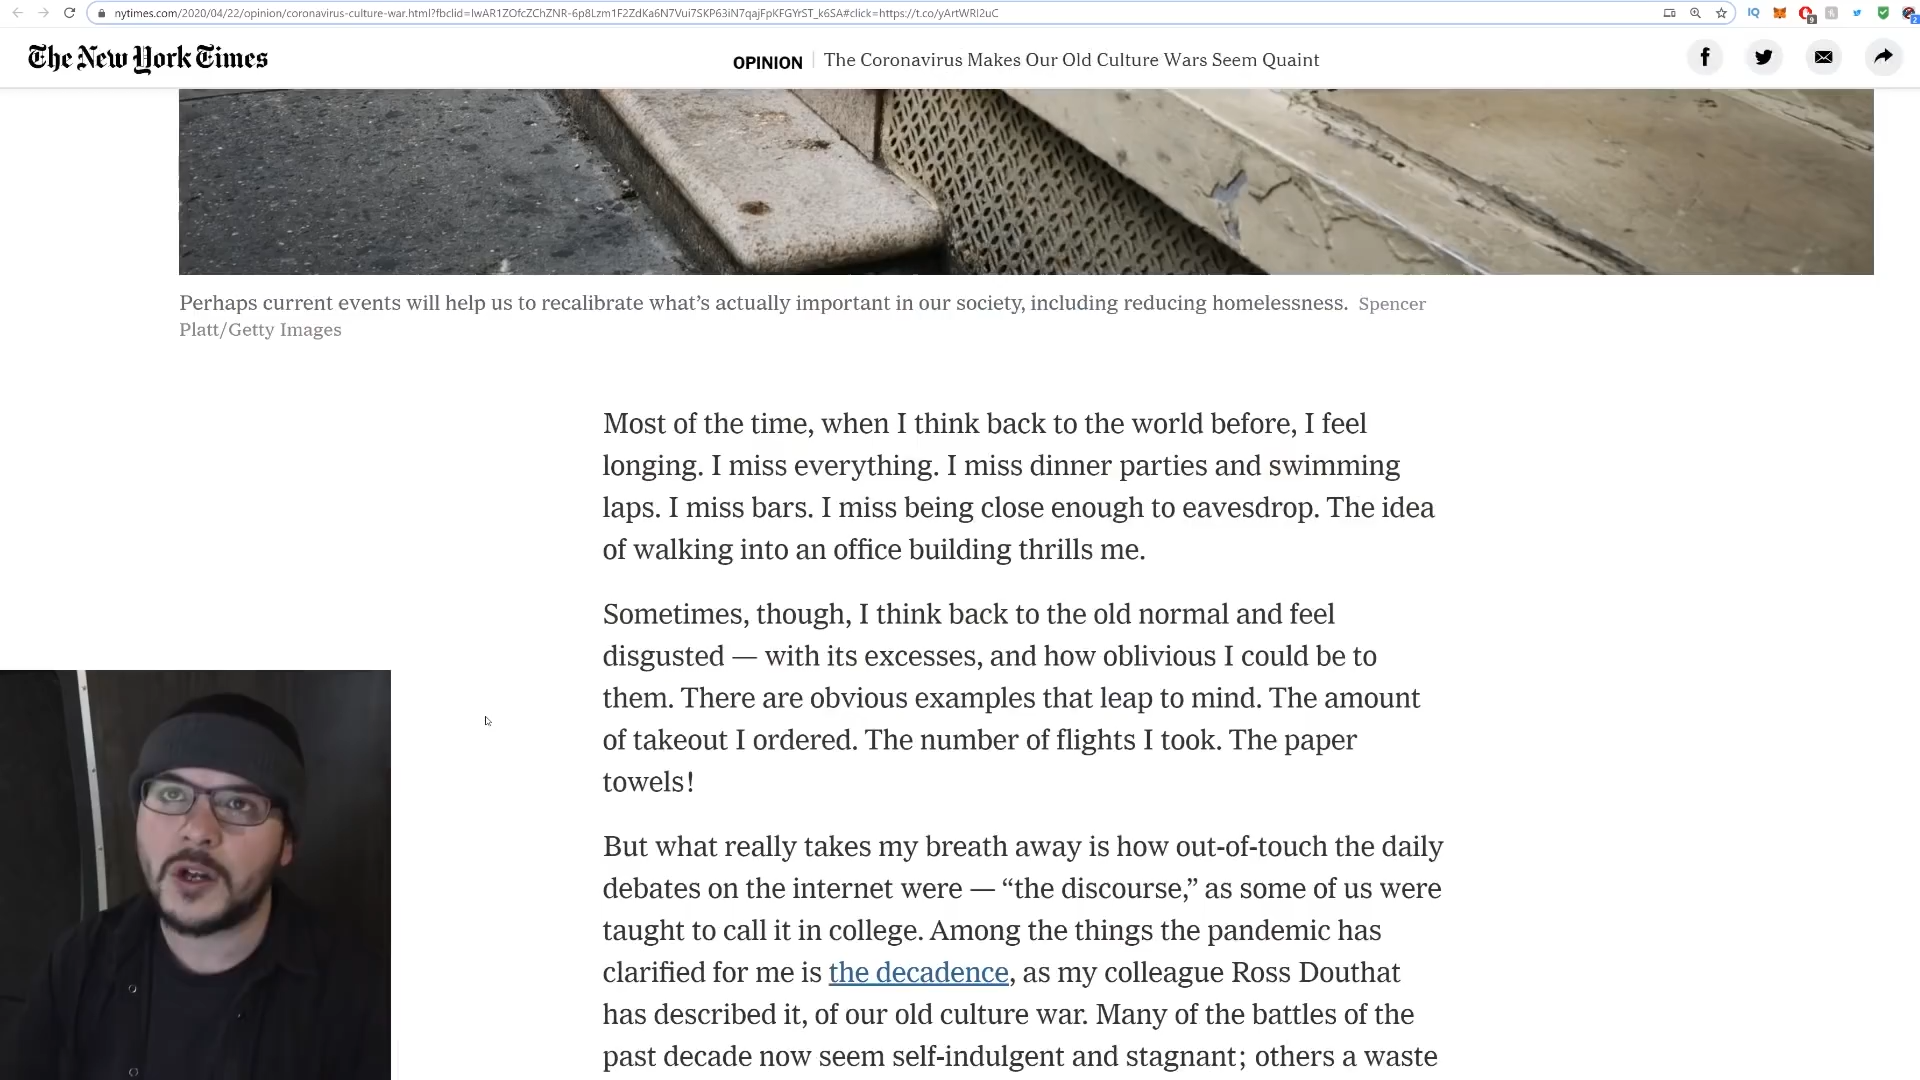 nytimes.com/2020/04/22/opinion/coronavirus-culture-war.html?fbclid=IwAR1ZOfcZChZNR-6p8Lzm1F2ZdKa6N7Vui7SKP63iN7qajFpKFGYrST_k6SA#click=https://t.co/yArtWRl2uC
The New York Times
OPINION
The Coronavirus Makes Our Old Culture Wars Seem Quaint
Perhaps current events will help us to recalibrate what’s actually important in our society, including reducing homelessness. Spencer
Platt/Getty Images
Most of the time, when I think back to the world before, I feel
longing. I miss everything. I miss dinner parties and swimming
laps. I miss bars. I miss being close enough to eavesdrop. The idea
of walking into an office building thrills me.
Sometimes, though, I think back to the old normal and feel
disgusted — with its excesses, and how oblivious I could be to
them. There are obvious examples that leap to mind. The amount
of takeout I ordered. The number of flights I took. The paper
towels!
But what really takes my breath away is how out-of-touch the daily
debates on the internet were — “the discourse,” as some of us were
taught to call it in college. Among the things the pandemic has
clarified for me is the decadence, as my colleague Ross Douthat
has described it, of our old culture war. Many of the battles of the
past decade now seem self-indulgent and stagnant; others a waste